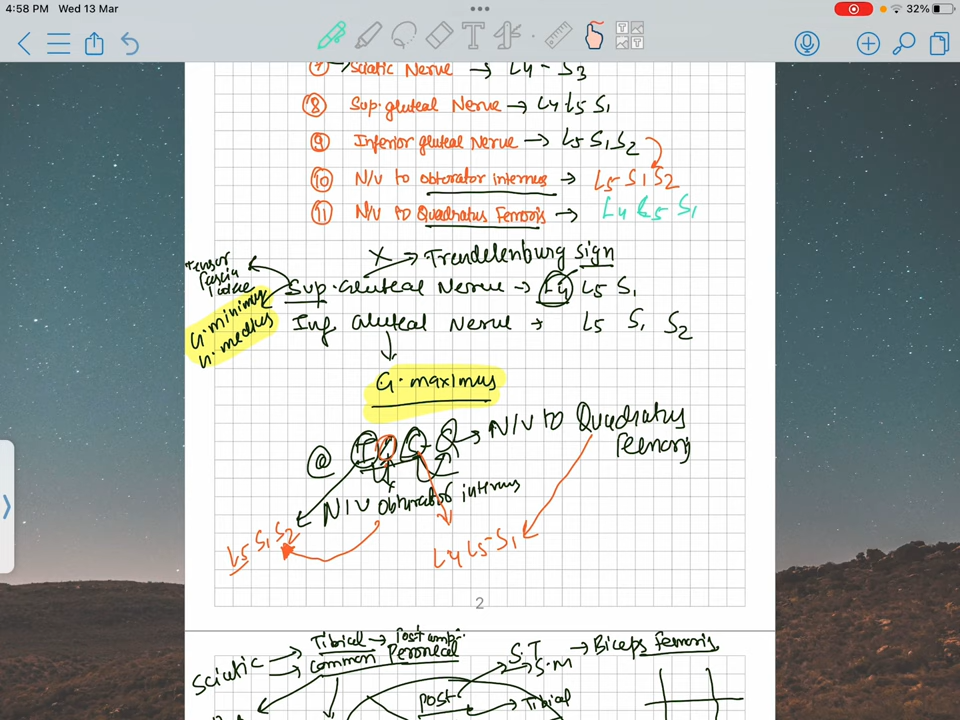 4:58 PM Wed 13 Mar
32%
7 Sciatic Nerve → L4 - S3
8 Sup. gluteal Nerve → L4 L5 S1
9 Inferior gluteal Nerve → L5 S1 S2
10 N/V to obturator internus → L5 S1 S2
11 N/V to Quadratus Femoris → L4 L5 S1
X → Trendelenburg sign
Tensor
fascia
latae
Sup. Gluteal Nerve → L4 L5 S1
G. minimus
G. medius
Inf Gluteal Nerve → L5 S1 S2
G. maximus
N/V to Quadratus
femoris
@ I O S Q
N/V obturator internus
L5 S1 S2
L4 L5 S1
2
Sciatic → Tibial → Post
Common Peroneal
S.T
S.M
→ Biceps femoris
Post
→ Tibial